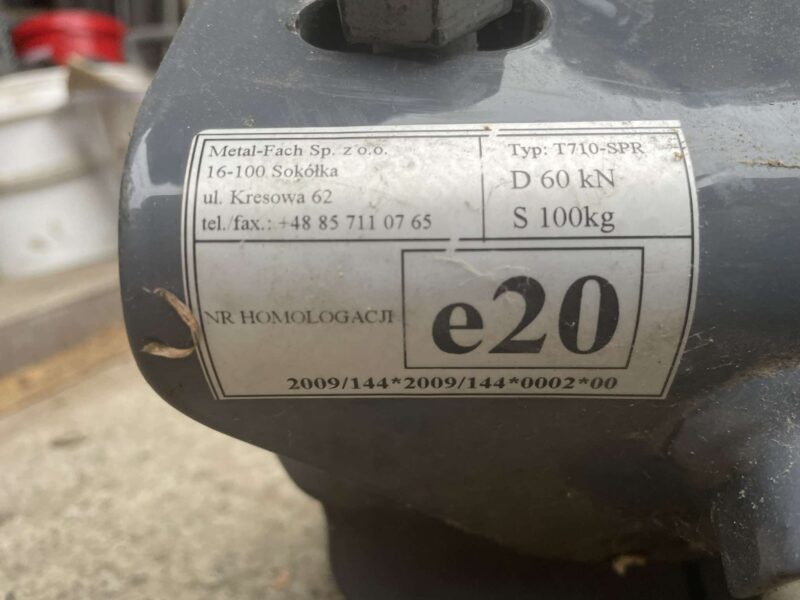 Metal-Fach Sp. z o.o.
16-100 Sokółka
ul. Kresowa 62
tel./fax.: +48 85 711 07 65
Typ: T710-SPR
D 60 kN
S 100kg
NR HOMOLOGACJI
e20
2009/144*2009/144*0002*00